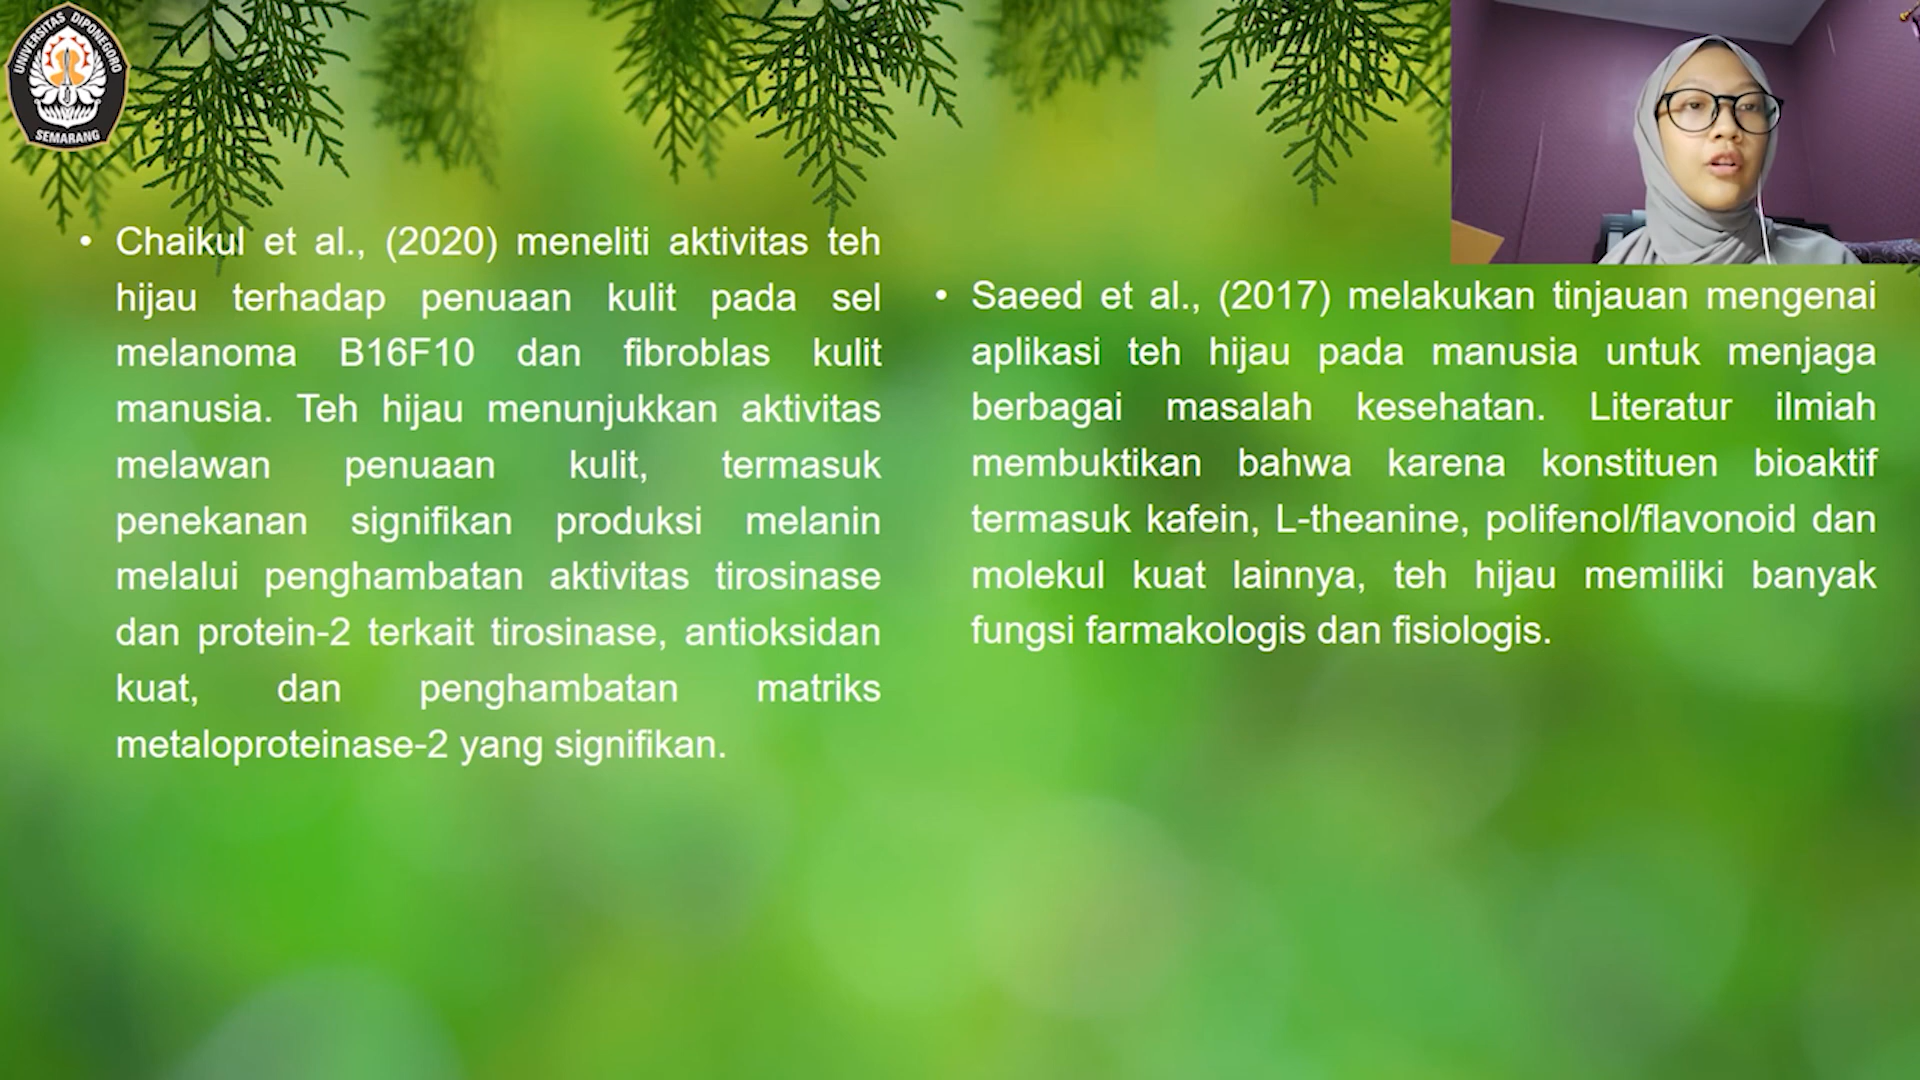 UNIVERSITAS DIPONEGORO
SEMARANG
• Chaikul et al., (2020) meneliti aktivitas teh
hijau terhadap penuaan kulit pada sel
melanoma B16F10 dan fibroblas kulit
manusia. Teh hijau menunjukkan aktivitas
melawan penuaan kulit, termasuk
penekanan signifikan produksi melanin
melalui penghambatan aktivitas tirosinase
dan protein-2 terkait tirosinase, antioksidan
kuat, dan penghambatan matriks
metaloproteinase-2 yang signifikan.
• Saeed et al., (2017) melakukan tinjauan mengenai
aplikasi teh hijau pada manusia untuk menjaga
berbagai masalah kesehatan. Literatur ilmiah
membuktikan bahwa karena konstituen bioaktif
termasuk kafein, L-theanine, polifenol/flavonoid dan
molekul kuat lainnya, teh hijau memiliki banyak
fungsi farmakologis dan fisiologis.